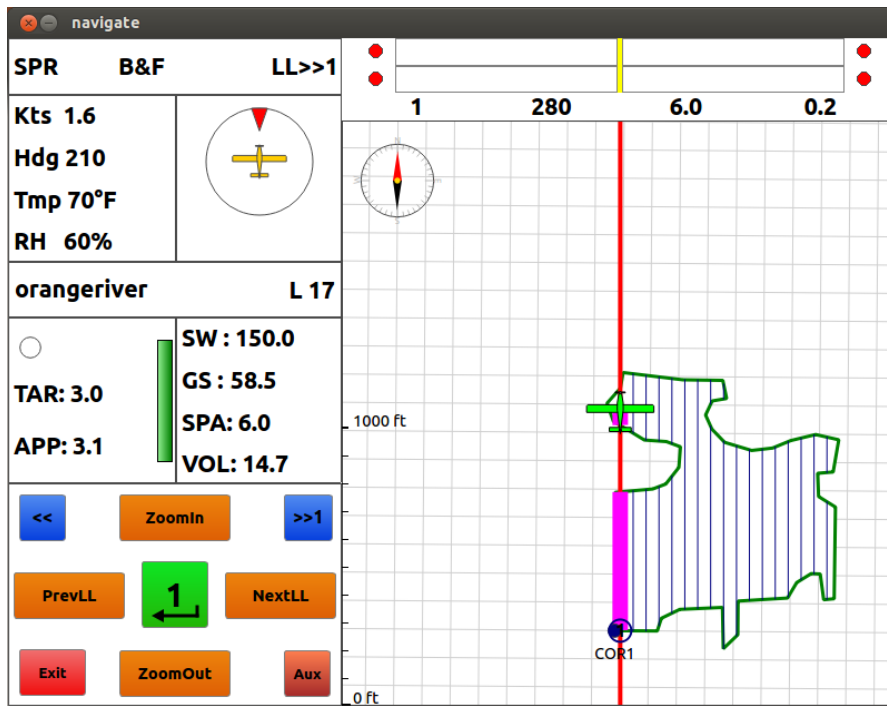 navigate
SPR B&F LL>>1
1 280 6.0 0.2
Kts 1.6
Hdg 210
Tmp 70°F
RH 60%
N
W
E
S
orangeriver L 17
TAR: 3.0
APP: 3.1
SW : 150.0
GS : 58.5
SPA: 6.0
VOL: 14.7
1000 ft
<< ZoomIn >>1
PrevLL 1 NextLL
Exit ZoomOut Aux
COR1
0 ft